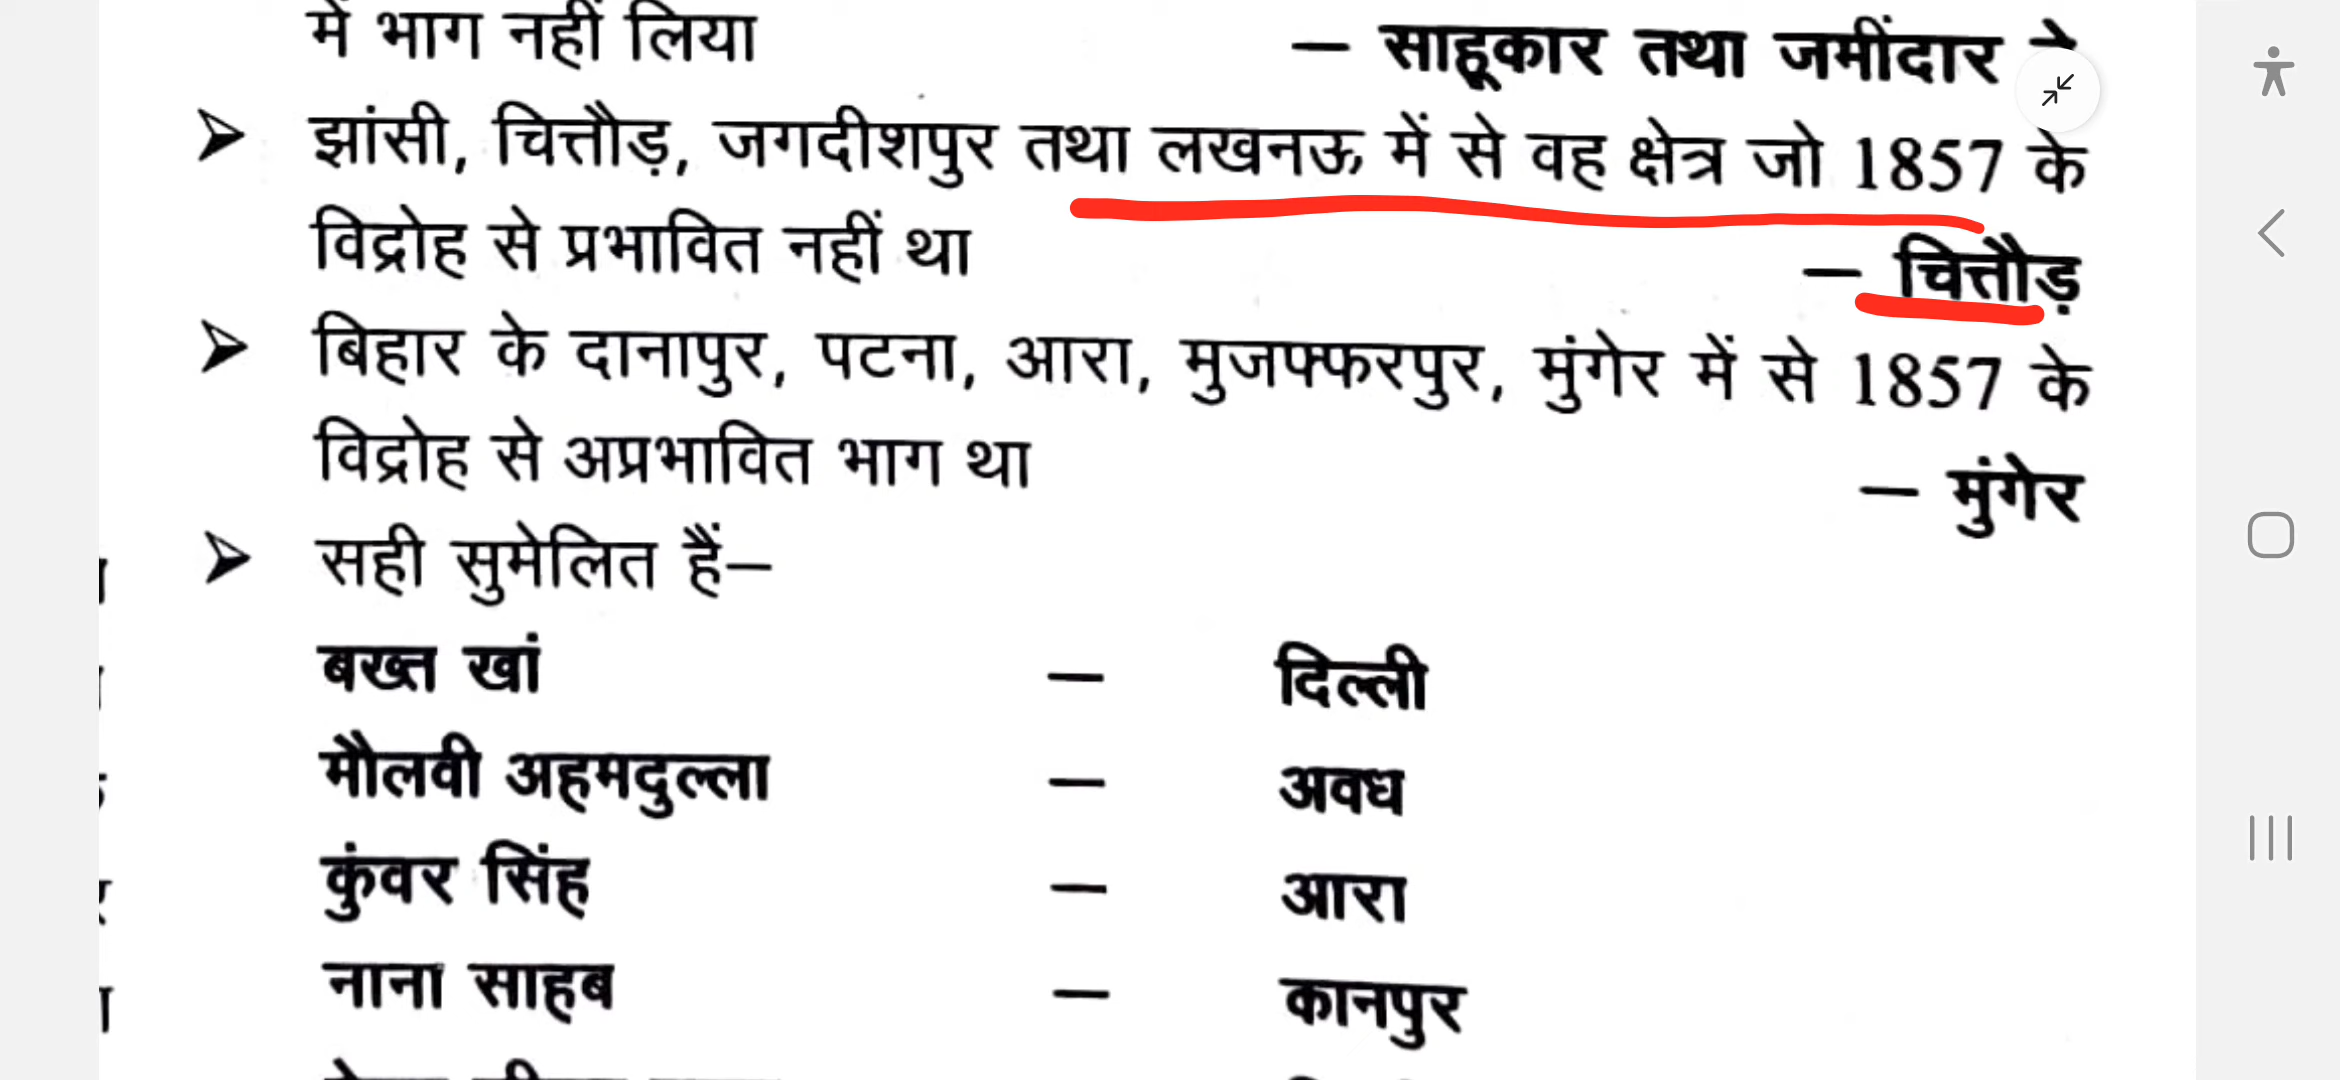 में भाग नहीं लिया — साहूकार तथा जमींदार
➢ झांसी, चित्तौड़, जगदीशपुर तथा लखनऊ में से वह क्षेत्र जो 1857 के
विद्रोह से प्रभावित नहीं था — चित्तौड़
➢ बिहार के दानापुर, पटना, आरा, मुजफ्फरपुर, मुंगेर में से 1857 के
विद्रोह से अप्रभावित भाग था — मुंगेर
➢ सही सुमेलित हैं–
बख्त खां — दिल्ली
मौलवी अहमदुल्ला — अवध
कुंवर सिंह — आरा
नाना साहब — कानपुर